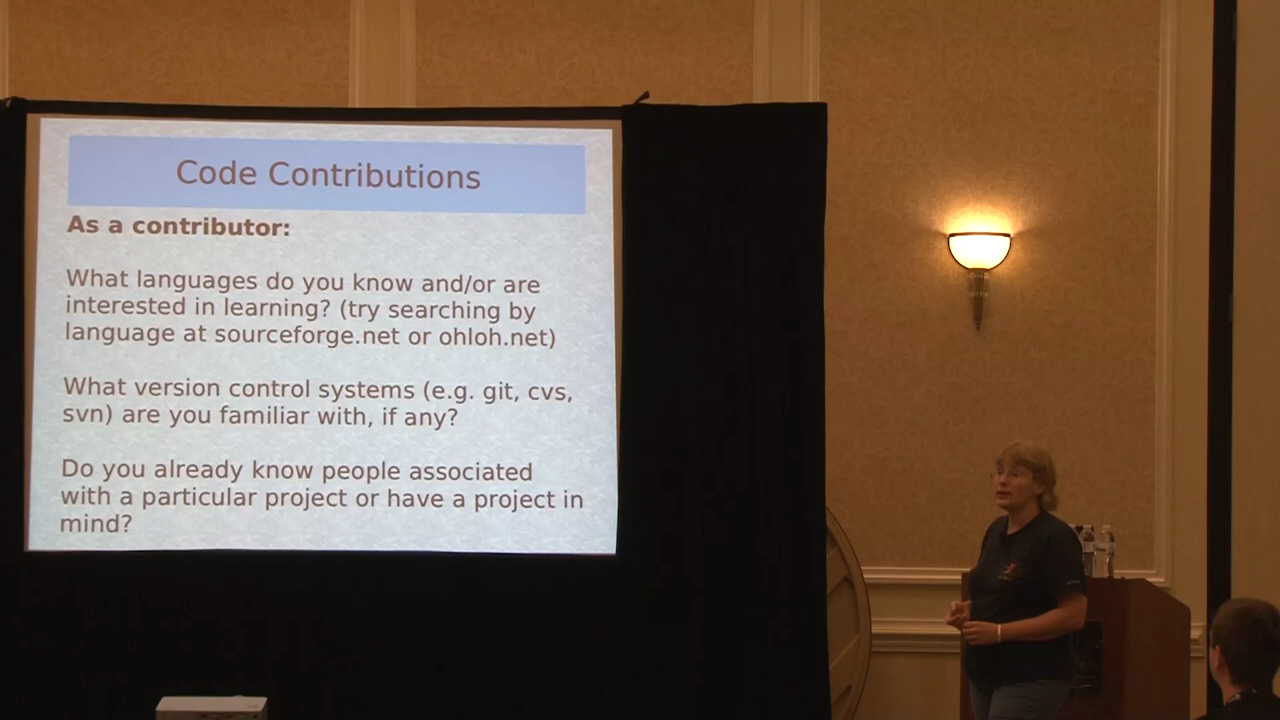 Code Contributions
As a contributor:
What languages do you know and/or are
interested in learning? (try searching by
language at sourceforge.net or ohloh.net)
What version control systems (e.g. git, cvs,
svn) are you familiar with, if any?
Do you already know people associated
with a particular project or have a project in
mind?